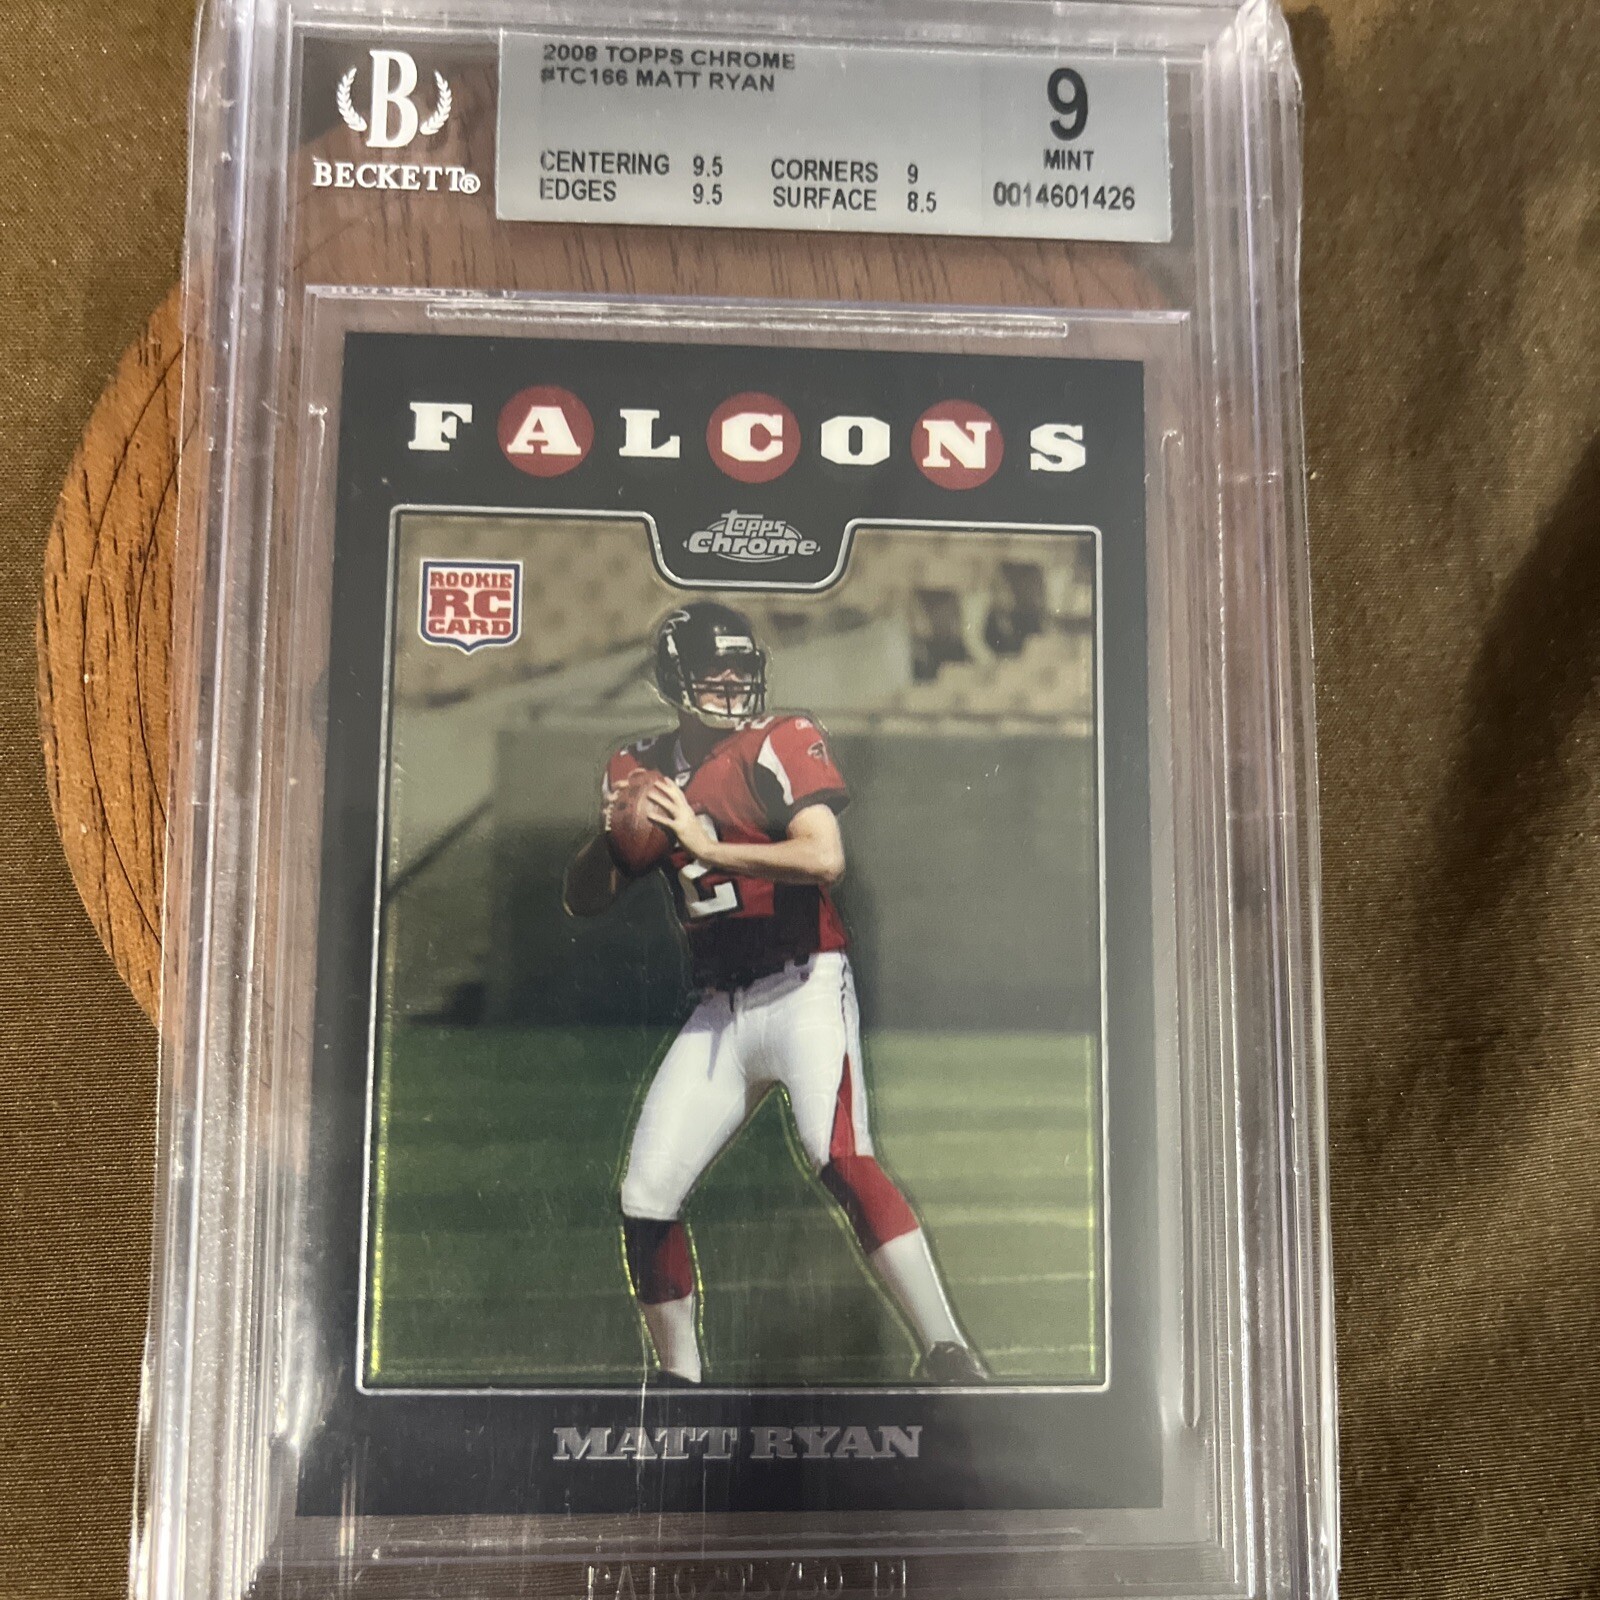 B
BECKETT®
2008 TOPPS CHROME
#TC166 MATT RYAN
CENTERING 9.5 CORNERS 9
EDGES 9.5 SURFACE 8.5
9
MINT
0014601426
FALCONS
topps
Chrome
ROOKIE
RC
CARD
2
MATT RYAN